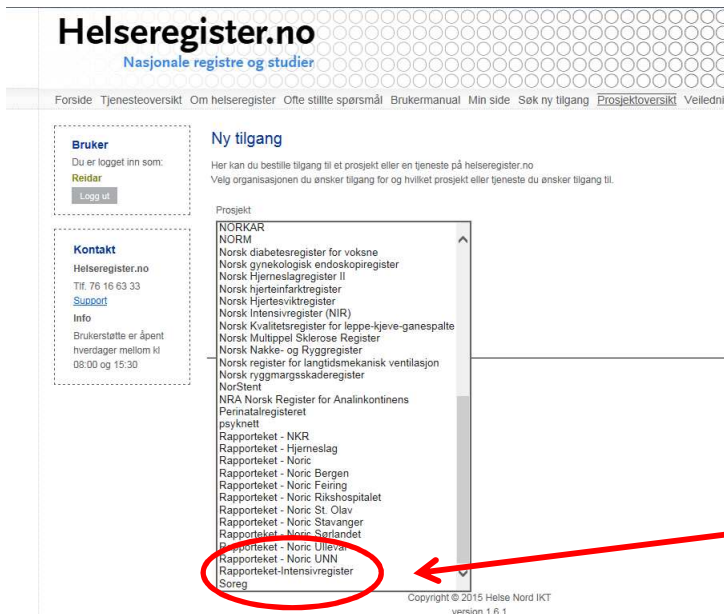 Helseregister.no
Nasjonale registre og studier
Forside Tjenesteoversikt Om helseregister Ofte stilte spørsmål Brukermanual Min side Søk ny tilgang Prosjektoversikt Veiledni
Bruker
Du er logget inn som:
Reidar
Logg ut
Kontakt
Helseregister.no
Tlf. 76 16 63 33
Support
Info
Brukerstøtte er åpent
hverdager mellom kl
08:00 og 15:30
Ny tilgang
Her kan du bestille tilgang til et prosjekt eller en tjeneste på helseregister.no
Velg organisasjonen du ønsker tilgang for og hvilket prosjekt eller tjeneste du ønsker tilgang til.
Prosjekt
NORKAR
NORM
Norsk diabetesregister for voksne
Norsk gynekologisk endoskopiregister
Norsk Hjerneslagregister II
Norsk hjerteinfarktregister
Norsk Hjertesviktregister
Norsk Intensivregister (NIR)
Norsk Kvalitetsregister for leppe-kjeve-ganespalte
Norsk Multippel Sklerose Register
Norsk Nakke- og Ryggregister
Norsk register for langtidsmekanisk ventilasjon
Norsk ryggmargsskaderegister
NorStent
NRA Norsk Register for Analinkontinens
Perinatalregisteret
psyknett
Rapporteket - NKR
Rapporteket - Hjerneslag
Rapporteket - Noric
Rapporteket - Noric Bergen
Rapporteket - Noric Feiring
Rapporteket - Noric Rikshospitalet
Rapporteket - Noric St. Olav
Rapporteket - Noric Stavanger
Rapporteket - Noric Sørlandet
Rapporteket - Noric Ullevål
Rapporteket - Noric UNN
Rapporteket-Intensivregister
Soreg
Copyright © 2015 Helse Nord IKT
version 1.6.1